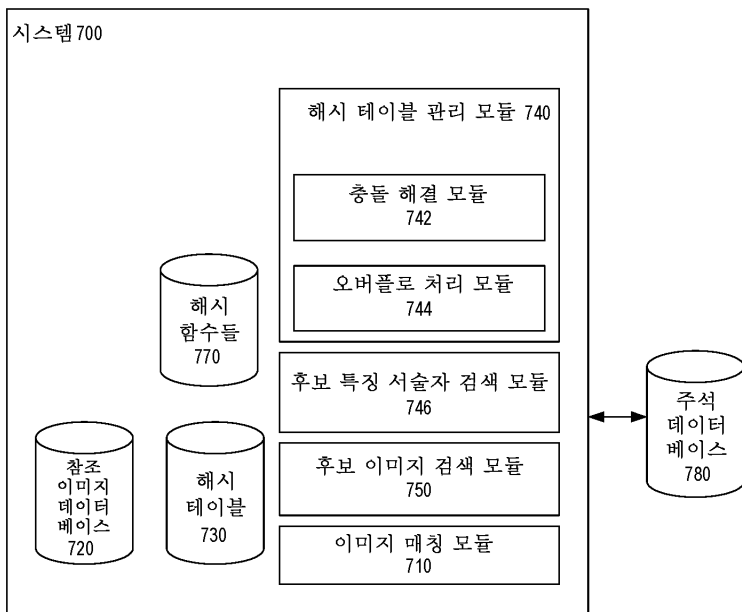 시스템700
해시 테이블 관리 모듈 740
충돌 해결 모듈
742
오버플로 처리 모듈
744
해시
함수들
770
후보 특징 서술자 검색 모듈
746
주석
데이터
베이스
780
참조
이미지
데이터
베이스
720
해시
테이블
730
후보 이미지 검색 모듈
750
이미지 매칭 모듈
710